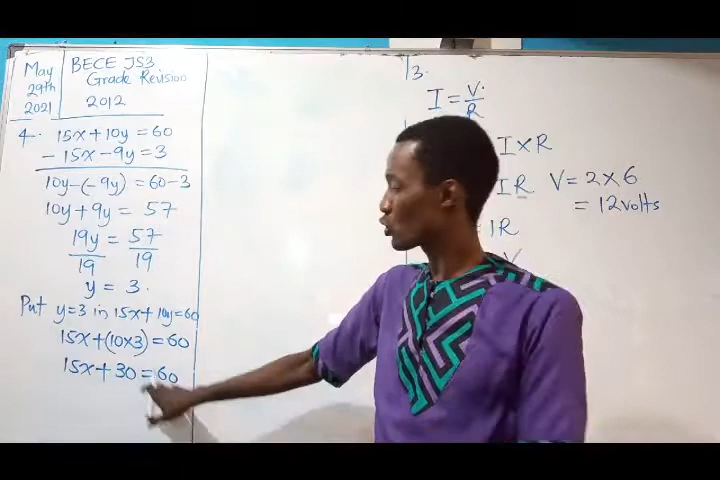 May
29th
2021
BECE JS3
Grade Revision
2012
4. 15x + 10y = 60
- 15x - 9y = 3
10y - (- 9y) = 60 - 3
10y + 9y = 57
19y = 57
19 19
y = 3.
Put y = 3 in 15x + 10y = 60
15x + (10x3) = 60
15x + 30 = 60
3.
I = V
R
I X R
IR V = 2 X 6
= 12 volts
= IR
V